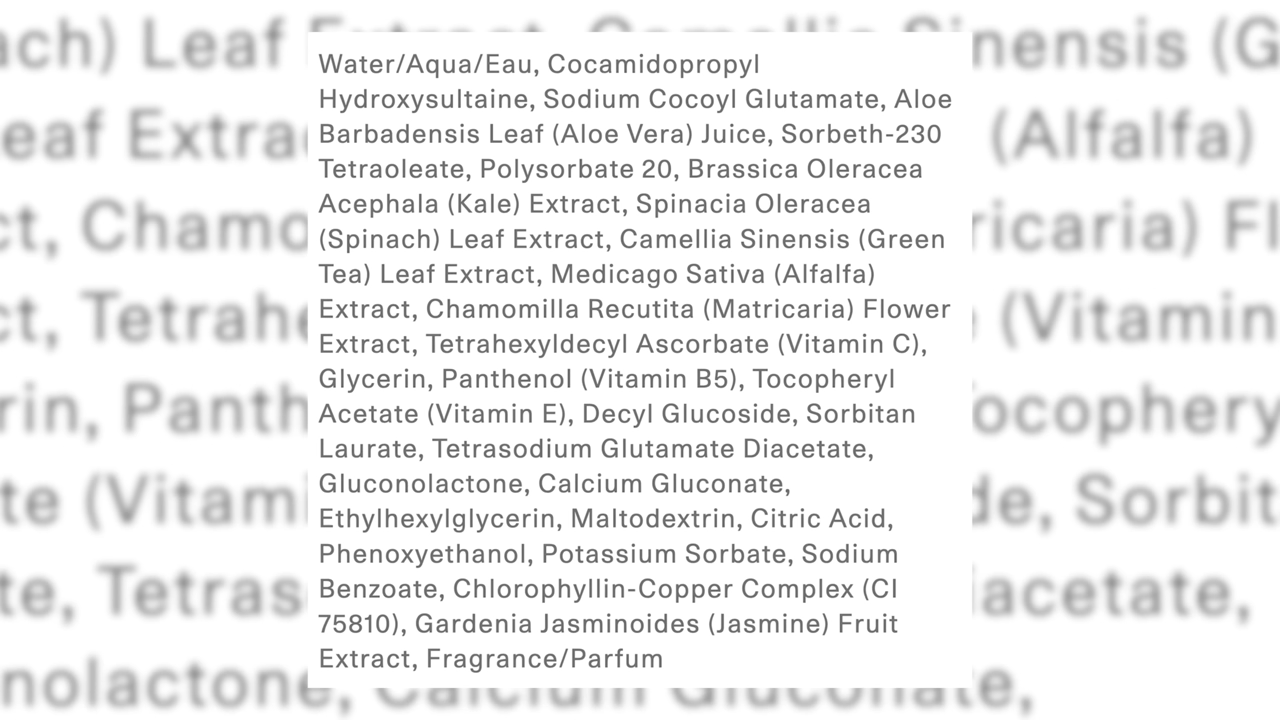 Water/Aqua/Eau, Cocamidopropyl
Hydroxysultaine, Sodium Cocoyl Glutamate, Aloe
Barbadensis Leaf (Aloe Vera) Juice, Sorbeth-230
Tetraoleate, Polysorbate 20, Brassica Oleracea
Acephala (Kale) Extract, Spinacia Oleracea
(Spinach) Leaf Extract, Camellia Sinensis (Green
Tea) Leaf Extract, Medicago Sativa (Alfalfa)
Extract, Chamomilla Recutita (Matricaria) Flower
Extract, Tetrahexyldecyl Ascorbate (Vitamin C),
Glycerin, Panthenol (Vitamin B5), Tocopheryl
Acetate (Vitamin E), Decyl Glucoside, Sorbitan
Laurate, Tetrasodium Glutamate Diacetate,
Gluconolactone, Calcium Gluconate,
Ethylhexylglycerin, Maltodextrin, Citric Acid,
Phenoxyethanol, Potassium Sorbate, Sodium
Benzoate, Chlorophyllin-Copper Complex (CI
75810), Gardenia Jasminoides (Jasmine) Fruit
Extract, Fragrance/Parfum